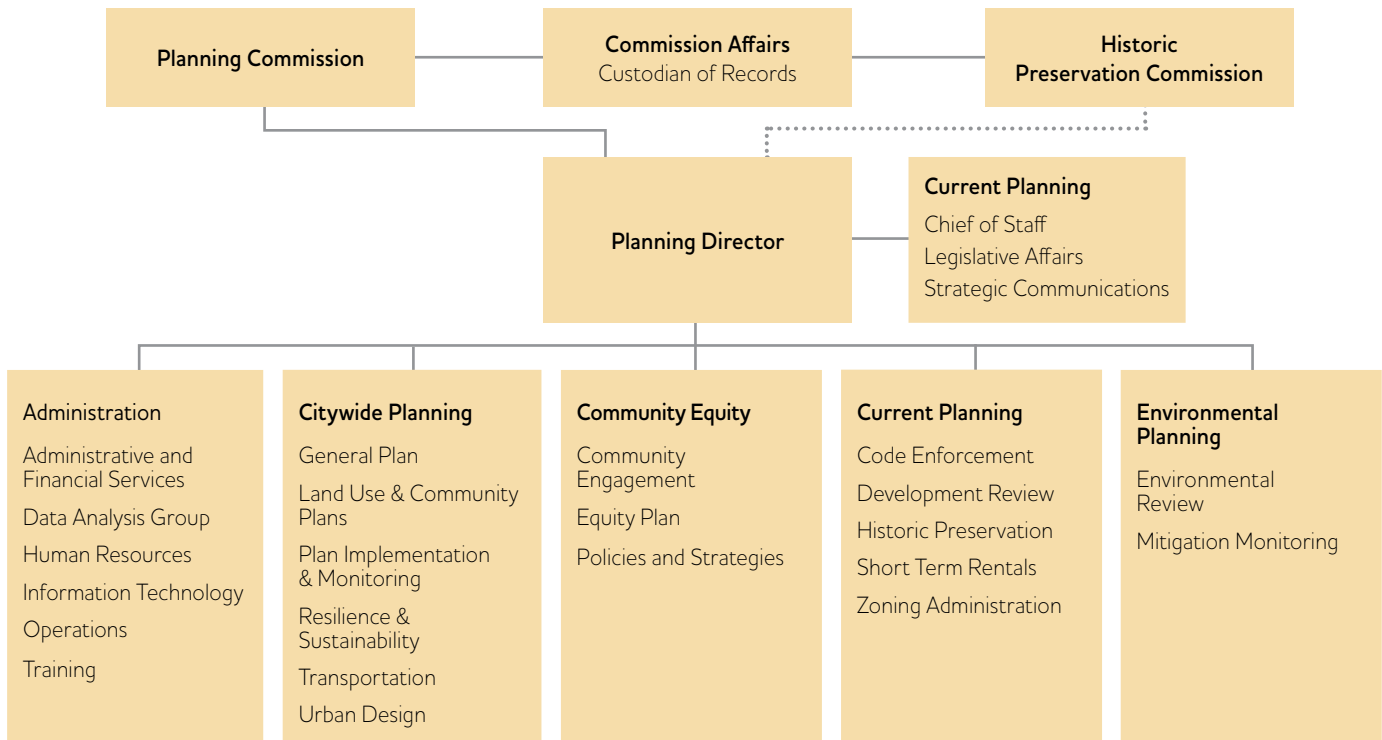 Planning Commission
Commission Affairs
Custodian of Records
Historic
Preservation Commission
Planning Director
Current Planning
Chief of Staff
Legislative Affairs
Strategic Communications
Administration
Administrative and
Financial Services
Data Analysis Group
Human Resources
Information Technology
Operations
Training
Citywide Planning
General Plan
Land Use & Community
Plans
Plan Implementation
& Monitoring
Resilience &
Sustainability
Transportation
Urban Design
Community Equity
Community
Engagement
Equity Plan
Policies and Strategies
Current Planning
Code Enforcement
Development Review
Historic Preservation
Short Term Rentals
Zoning Administration
Environmental
Planning
Environmental
Review
Mitigation Monitoring